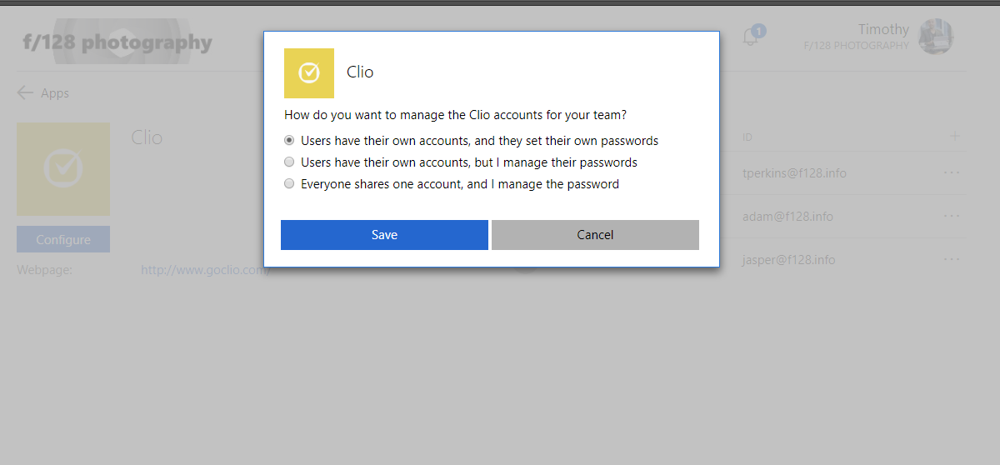 f/128 photography
1
Timothy
F/128 PHOTOGRAPHY
Apps
Clio
Configure
Webpage:
http://www.goclio.com/
Clio
How do you want to manage the Clio accounts for your team?
Users have their own accounts, and they set their own passwords
Users have their own accounts, but I manage their passwords
Everyone shares one account, and I manage the password
Save
Cancel
ID
tperkins@f128.info
adam@f128.info
jasper@f128.info